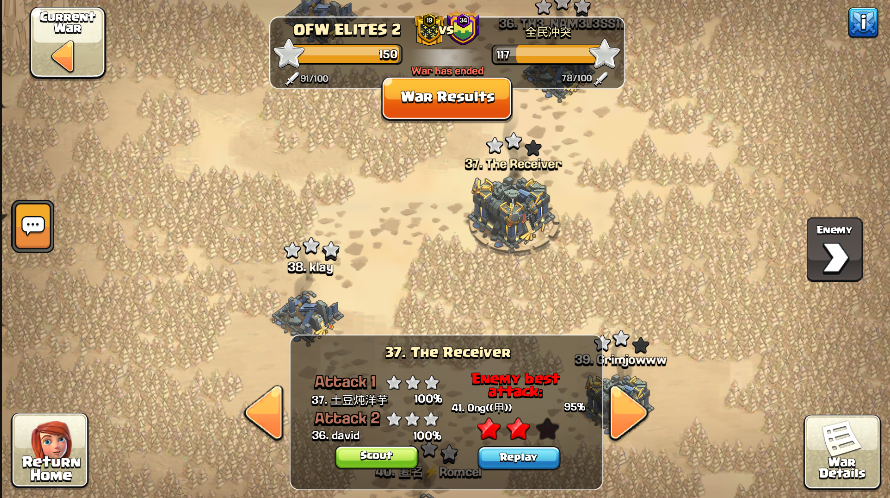 Current War
OFW ELITES 2
19
VS
34
36. TH3_NAM3L3SS
全民冲突
150
117
War has ended
91/100
78/100
War Results
37. The Receiver
Enemy
38. klay
37. The Receiver
39. Grimjowww
Attack 1
37. 土豆炖洋芋
100%
Attack 2
36. david
100%
Enemy best attack:
41. Ong((甲))
95%
Scout
Replay
Romcel
Return Home
War Details